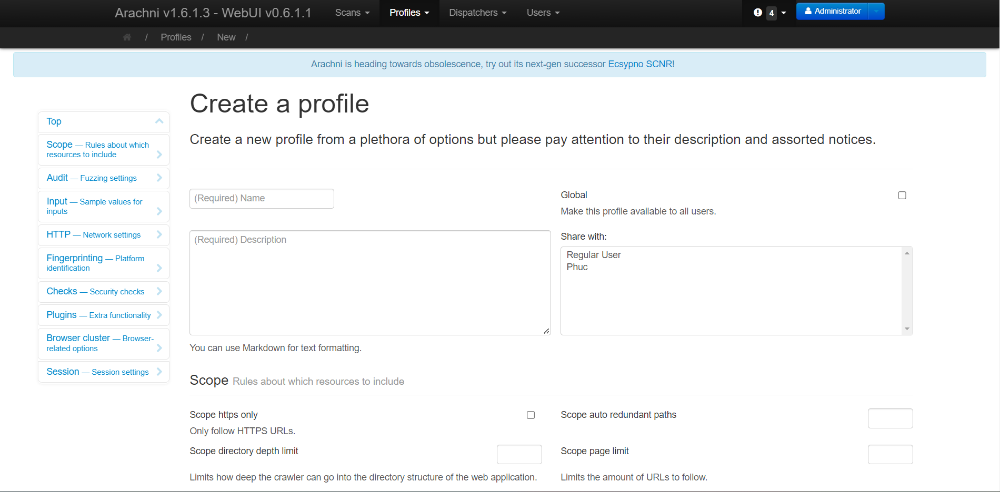 Arachni v1.6.1.3 - WebUI v0.6.1.1 Scans Profiles Dispatchers Users 4 Administrator
/ Profiles / New /
Arachni is heading towards obsolescence, try out its next-gen successor Ecsypno SCNR!
Create a profile
Create a new profile from a plethora of options but please pay attention to their description and assorted notices.
Top
Scope — Rules about which
resources to include
Audit — Fuzzing settings
Input — Sample values for
inputs
HTTP — Network settings
Fingerprinting — Platform
identification
Checks — Security checks
Plugins — Extra functionality
Browser cluster — Browser-
related options
Session — Session settings
(Required) Name
Global
Make this profile available to all users.
(Required) Description
Share with:
Regular User
Phuc
You can use Markdown for text formatting.
Scope Rules about which resources to include
Scope https only
Only follow HTTPS URLs.
Scope auto redundant paths
Scope directory depth limit
Limits how deep the crawler can go into the directory structure of the web application.
Scope page limit
Limits the amount of URLs to follow.